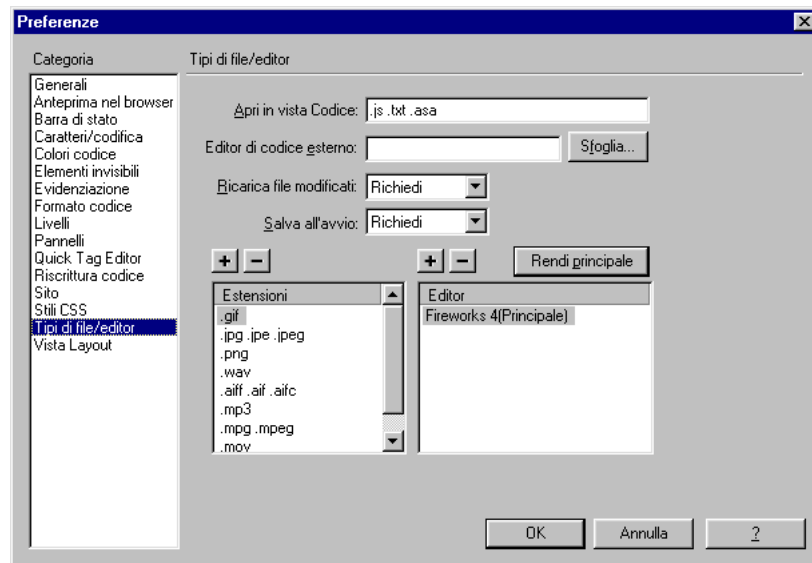 Preferenze
Categoria
Generali
Anteprima nel browser
Barra di stato
Caratteri/codifica
Colori codice
Elementi invisibili
Evidenziazione
Formato codice
Livelli
Pannelli
Quick Tag Editor
Riscrittura codice
Sito
Stili CSS
Tipi di file/editor
Vista Layout
Tipi di file/editor
Apri in vista Codice: .js .txt .asa
Editor di codice esterno: Sfoglia...
Ricarica file modificati: Richiedi
Salva all'avvio: Richiedi
+ − + − Rendi principale
Estensioni
.gif
.jpg .jpe .jpeg
.png
.wav
.aiff .aif .aifc
.mp3
.mpg .mpeg
.mov
Editor
Fireworks 4(Principale)
OK Annulla ?